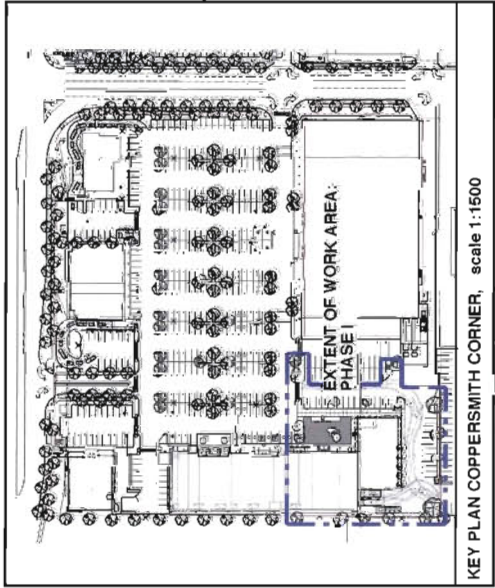 EXTENT OF WORK AREA:
PHASE I
KEY PLAN COPPERSMITH CORNER, scale 1:1500